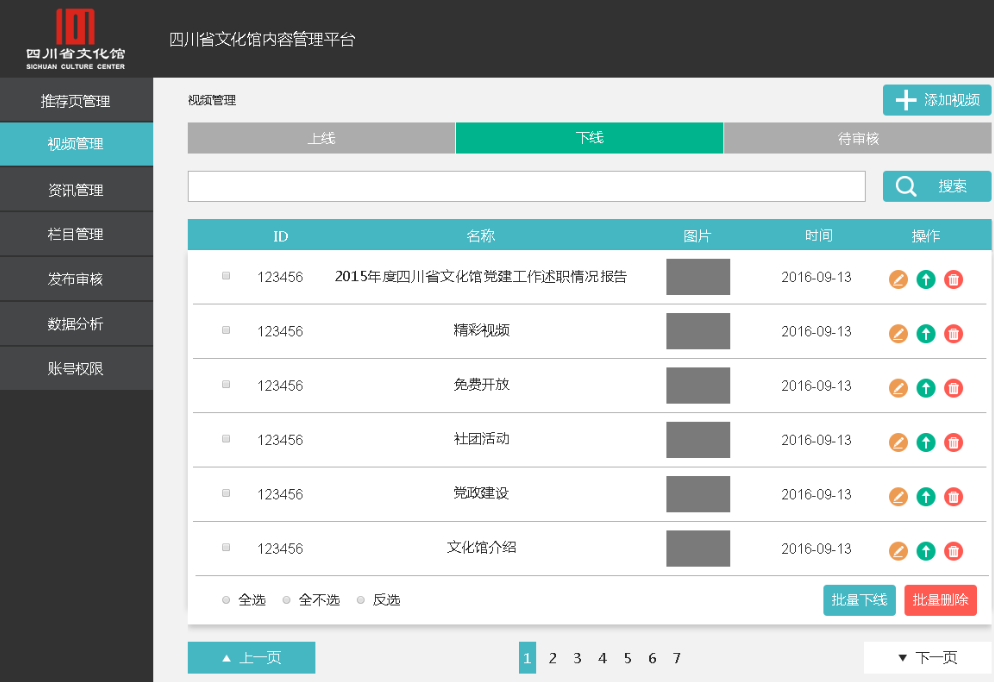 四川省文化馆
SICHUAN CULTURE CENTER
四川省文化馆内容管理平台
推荐页管理
视频管理
资讯管理
栏目管理
发布审核
数据分析
账号权限
视频管理
添加视频
上线 下线 待审核
搜索
ID 名称 图片 时间 操作
123456 2015年度四川省文化馆党建工作述职情况报告 2016-09-13
123456 精彩视频 2016-09-13
123456 免费开放 2016-09-13
123456 社团活动 2016-09-13
123456 党政建设 2016-09-13
123456 文化馆介绍 2016-09-13
全选 全不选 反选 批量下线 批量删除
上一页 1 2 3 4 5 6 7 下一页